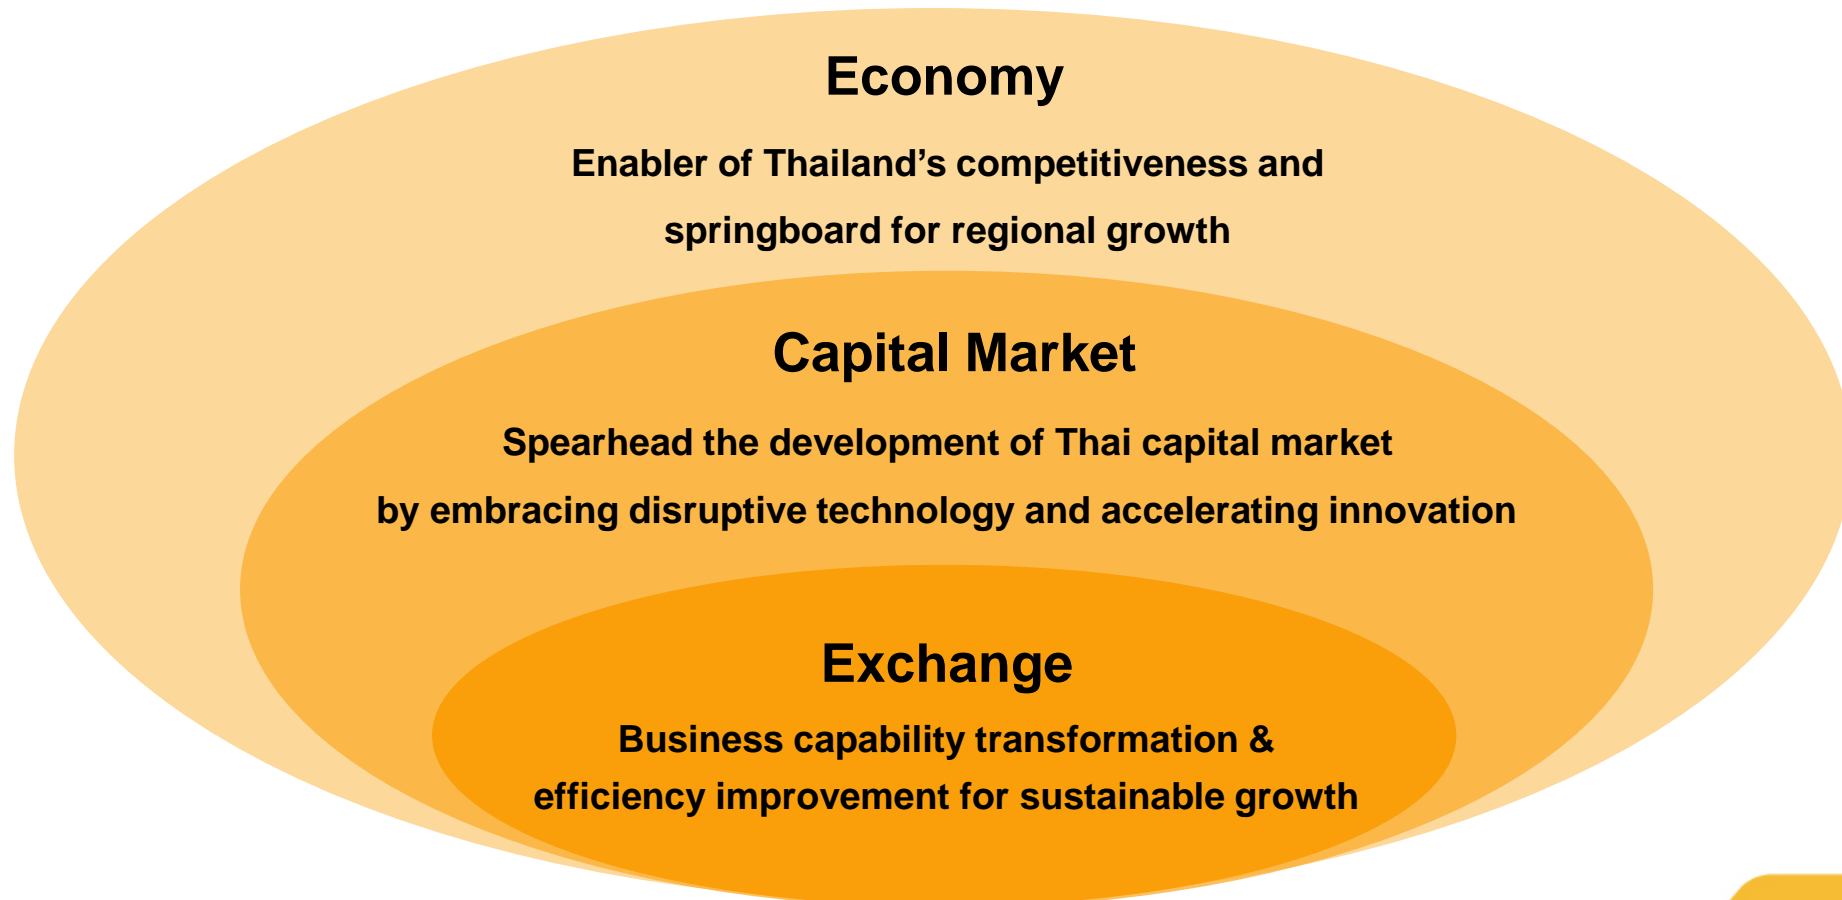 Economy
Enabler of Thailand’s competitiveness and
springboard for regional growth
Capital Market
Spearhead the development of Thai capital market
by embracing disruptive technology and accelerating innovation
Exchange
Business capability transformation &
efficiency improvement for sustainable growth